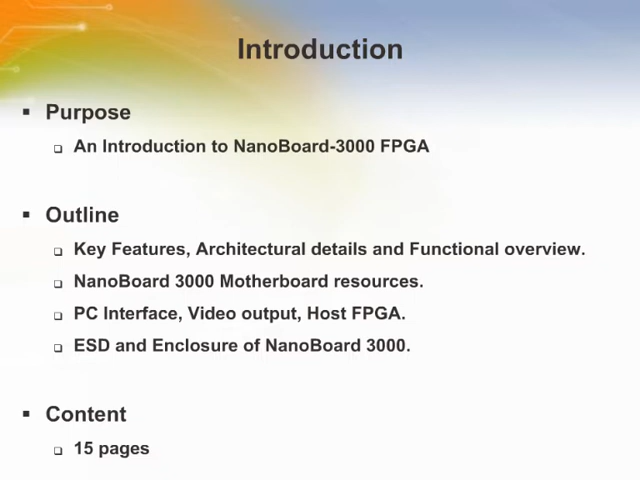 Introduction
Purpose
An Introduction to NanoBoard-3000 FPGA
Outline
Key Features, Architectural details and Functional overview.
NanoBoard 3000 Motherboard resources.
PC Interface, Video output, Host FPGA.
ESD and Enclosure of NanoBoard 3000.
Content
15 pages